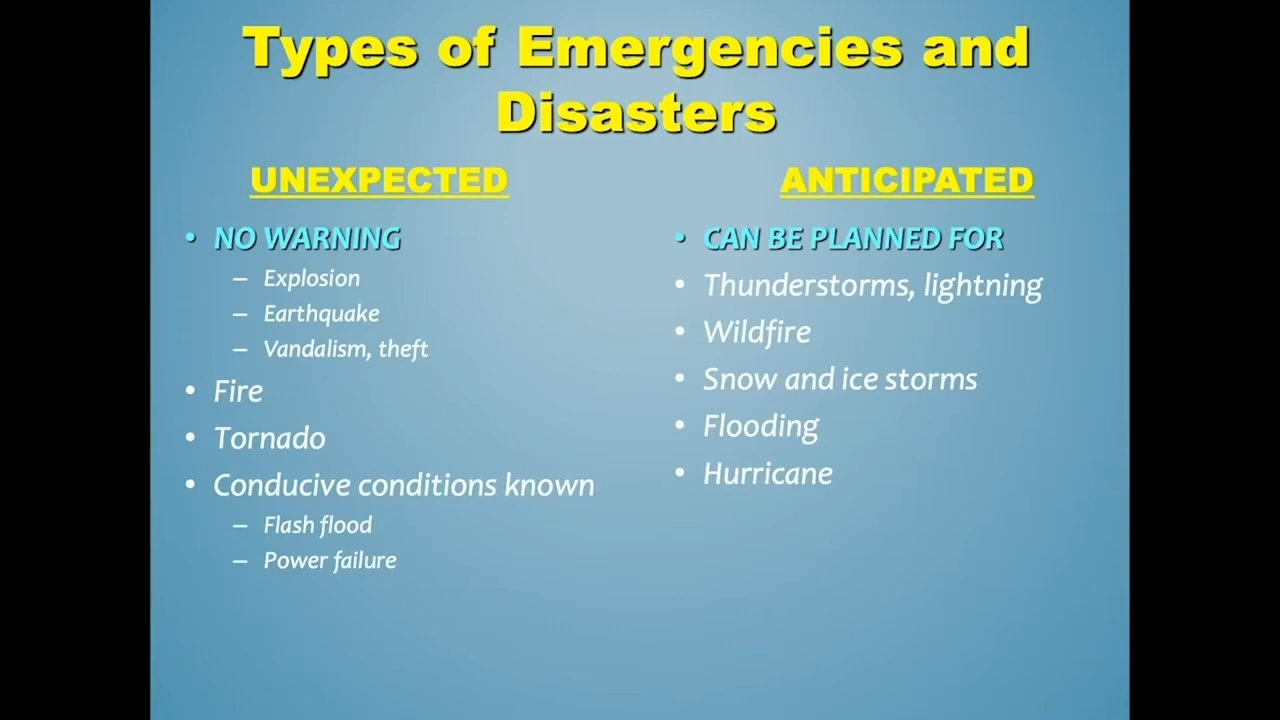 Types of Emergencies and
Disasters
UNEXPECTED
• NO WARNING
– Explosion
– Earthquake
– Vandalism, theft
• Fire
• Tornado
• Conducive conditions known
– Flash flood
– Power failure
ANTICIPATED
• CAN BE PLANNED FOR
• Thunderstorms, lightning
• Wildfire
• Snow and ice storms
• Flooding
• Hurricane